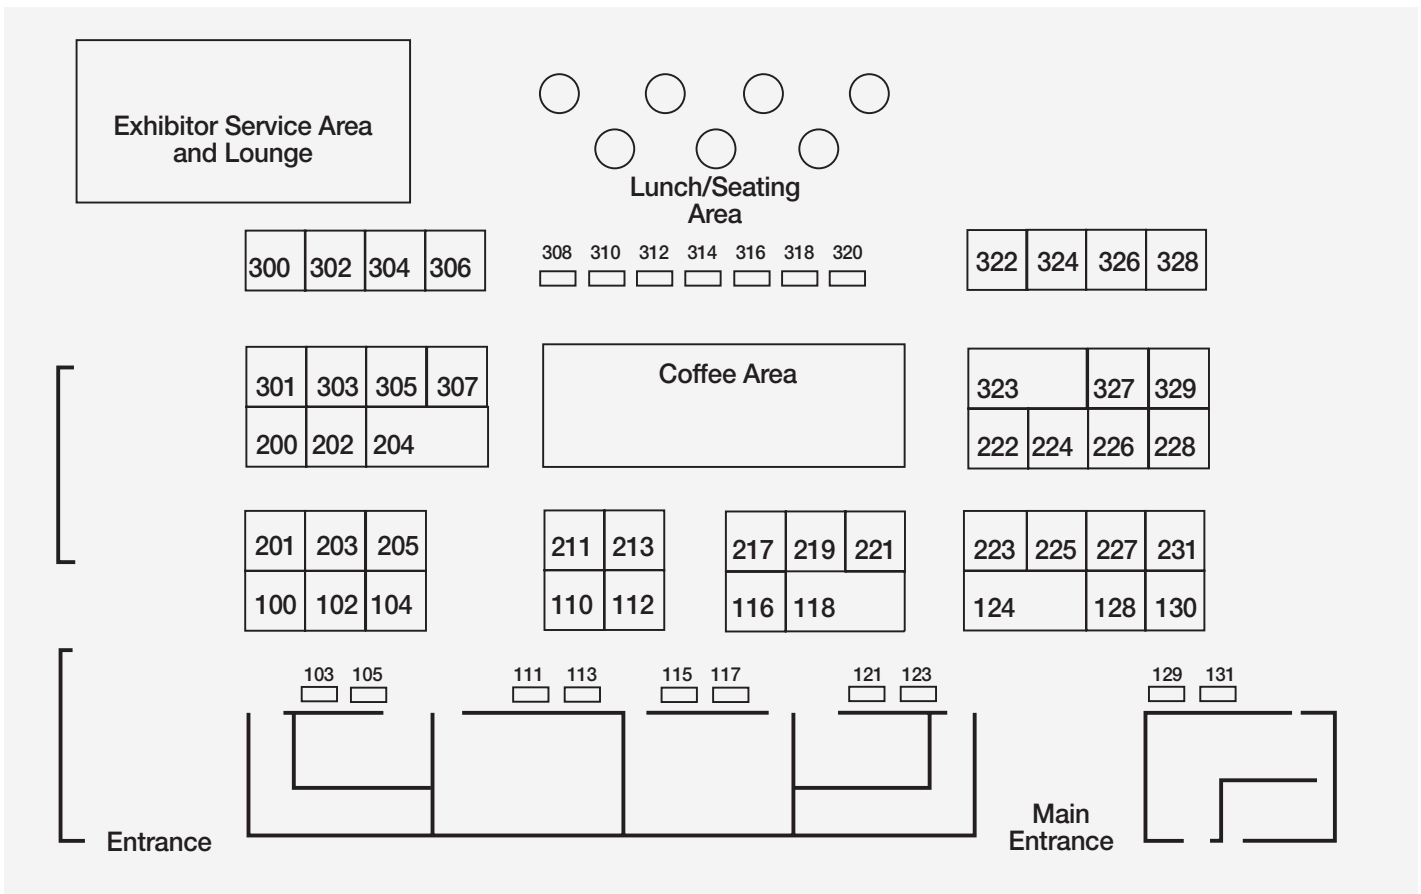 Exhibitor Service Area
and Lounge
Lunch/Seating
Area
300 302 304 306
308 310 312 314 316 318 320
322 324 326 328
301 303 305 307
200 202 204
Coffee Area
323 327 329
222 224 226 228
201 203 205
100 102 104
211 213
110 112
217 219 221
116 118
223 225 227 231
124 128 130
103 105
111 113
115 117
121 123
129 131
Entrance
Main
Entrance